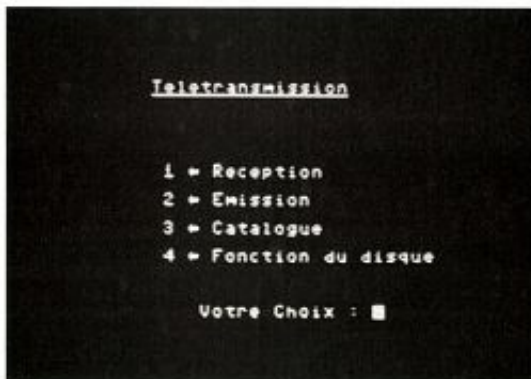 Teletransmission
1 ← Reception
2 ← Emission
3 ← Catalogue
4 ← Fonction du disque
Votre Choix :